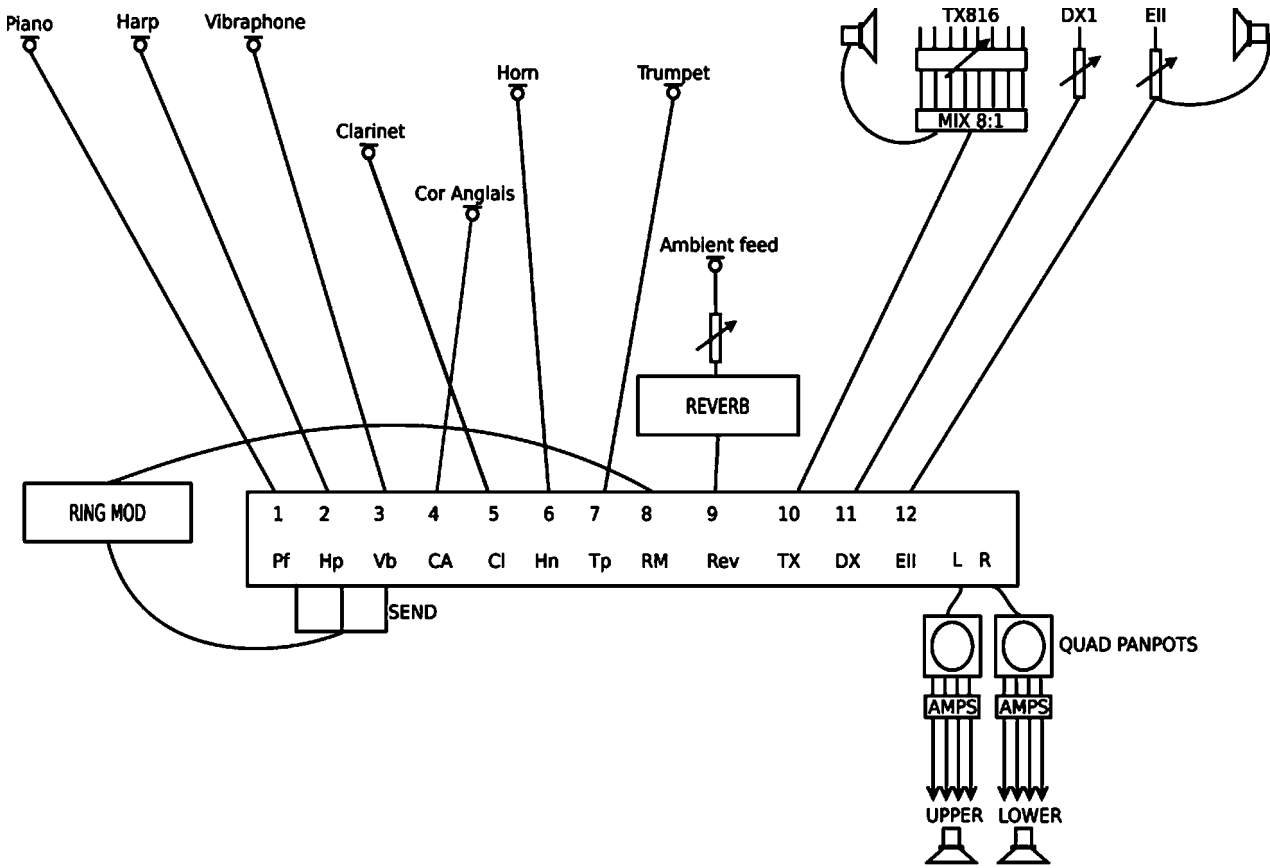 Piano Harp Vibraphone TX816 DX1 EII
Horn Trumpet
Clarinet MIX 8:1
Cor Anglais
Ambient feed
REVERB
RING MOD
1 2 3 4 5 6 7 8 9 10 11 12
Pf Hp Vb CA Cl Hn Tp RM Rev TX DX EII L R
SEND
QUAD PANPOTS
AMPS AMPS
UPPER LOWER